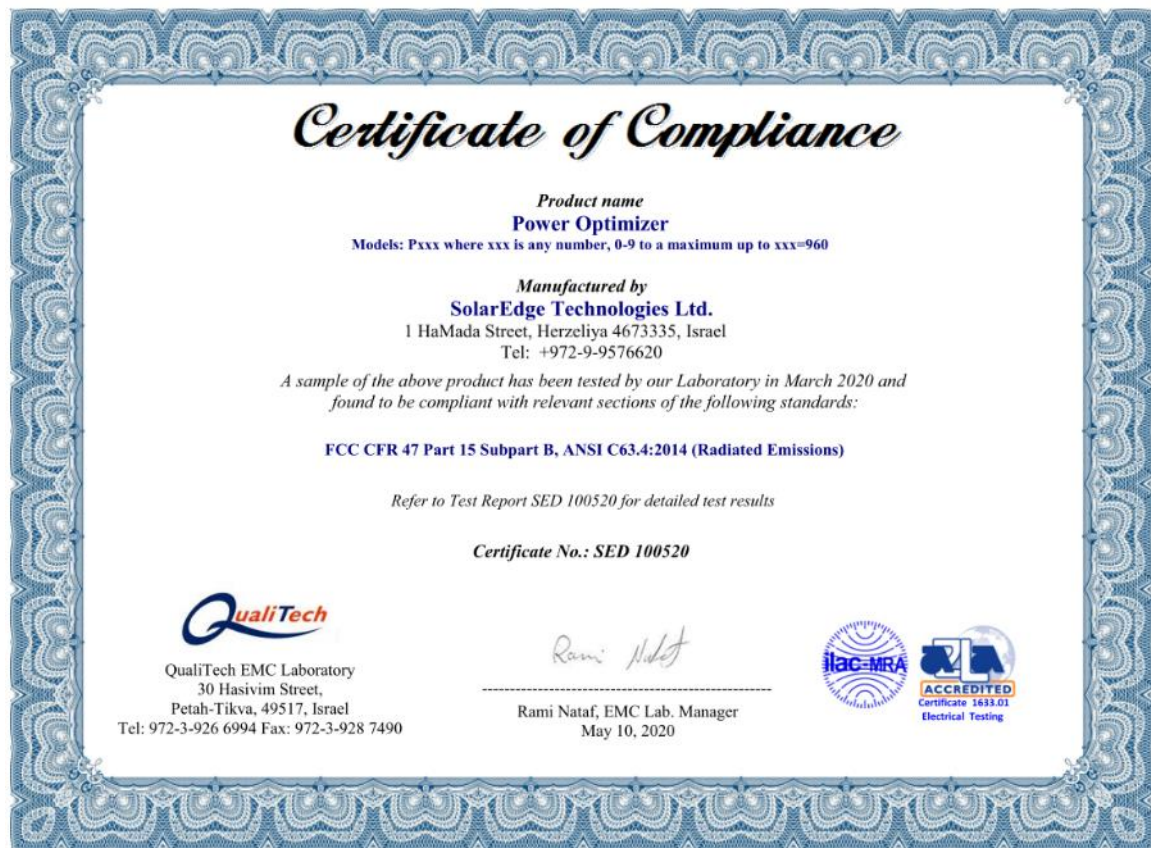 Certificate of Compliance
Product name
Power Optimizer
Models: Pxxx where xxx is any number, 0-9 to a maximum up to xxx=960
Manufactured by
SolarEdge Technologies Ltd.
1 HaMada Street, Herzeliya 4673335, Israel
Tel: +972-9-9576620
A sample of the above product has been tested by our Laboratory in March 2020 and
found to be compliant with relevant sections of the following standards:
FCC CFR 47 Part 15 Subpart B, ANSI C63.4:2014 (Radiated Emissions)
Refer to Test Report SED 100520 for detailed test results
Certificate No.: SED 100520
QualiTech
QualiTech EMC Laboratory
30 Hasivim Street,
Petah-Tikva, 49517, Israel
Tel: 972-3-926 6994 Fax: 972-3-928 7490
Rami Nataf
Rami Nataf, EMC Lab. Manager
May 10, 2020
ilac-MRA
A2LA
ACCREDITED
Certificate 1633.01
Electrical Testing